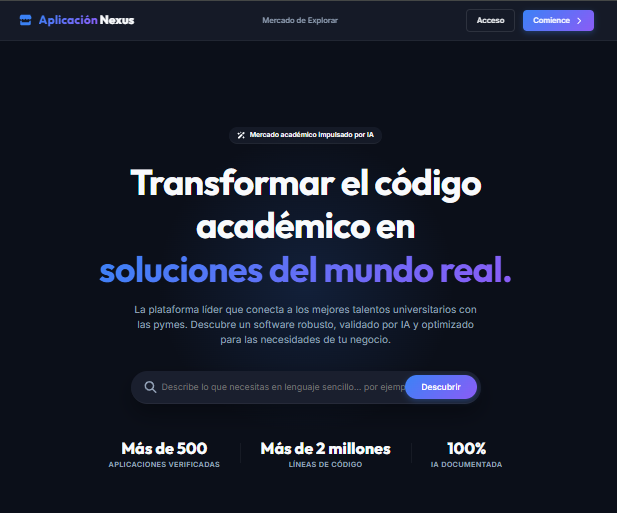 Aplicación Nexus
Mercado de Explorar
Acceso
Comience
Mercado académico impulsado por IA
Transformar el código
académico en
soluciones del mundo real.
La plataforma líder que conecta a los mejores talentos universitarios con
las pymes. Descubre un software robusto, validado por IA y optimizado
para las necesidades de tu negocio.
Describe lo que necesitas en lenguaje sencillo... por ejemp
Descubrir
Más de 500
APLICACIONES VERIFICADAS
Más de 2 millones
LÍNEAS DE CÓDIGO
100%
IA DOCUMENTADA